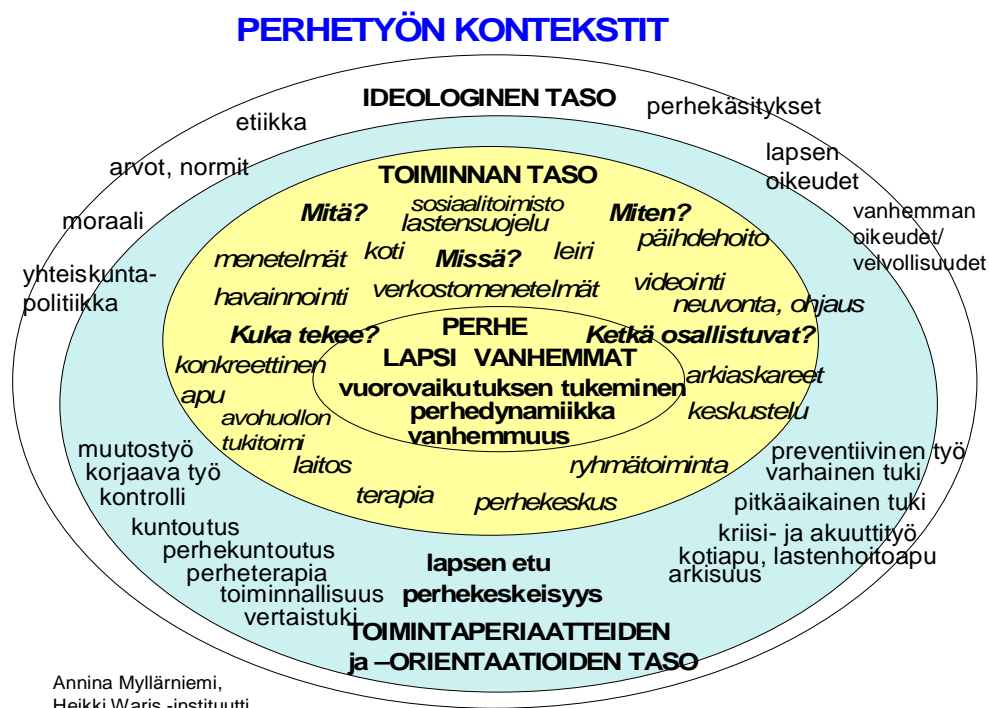 PERHETYÖN KONTEKSTIT
IDEOLOGINEN TASO
perhekäsitykset
etiikka
arvot, normit
lapsen
oikeudet
moraali
vanhemman
oikeudet/
velvollisuudet
yhteiskunta-
politiikka
TOIMINNAN TASO
Mitä?
sosiaalitoimisto
lastensuojelu
Miten?
päihdehoito
menetelmät
koti
Missä?
leiri
havainnointi
verkostomenetelmät
videointi
neuvonta, ohjaus
Kuka tekee?
Ketkä osallistuvat?
PERHE
LAPSI VANHEMMAT
vuorovaikutuksen tukeminen
perhedynamiikka
vanhemmuus
konkreettinen
apu
arkiaskareet
keskustelu
avohuollon
tukitoimi
laitos
ryhmätoiminta
terapia
perhekeskus
muutostyö
korjaava työ
kontrolli
kuntoutus
perhekuntoutus
perheterapia
toiminnallisuus
vertaistuki
preventiivinen työ
varhainen tuki
pitkäaikainen tuki
kriisi- ja akuuttityö
kotiapu, lastenhoitoapu
arkisuus
lapsen etu
perhekeskeisyys
TOIMINTAPERIAATTEIDEN
ja –ORIENTAATIOIDEN TASO
Annina Myllärniemi,
Heikki Waris -instituutti